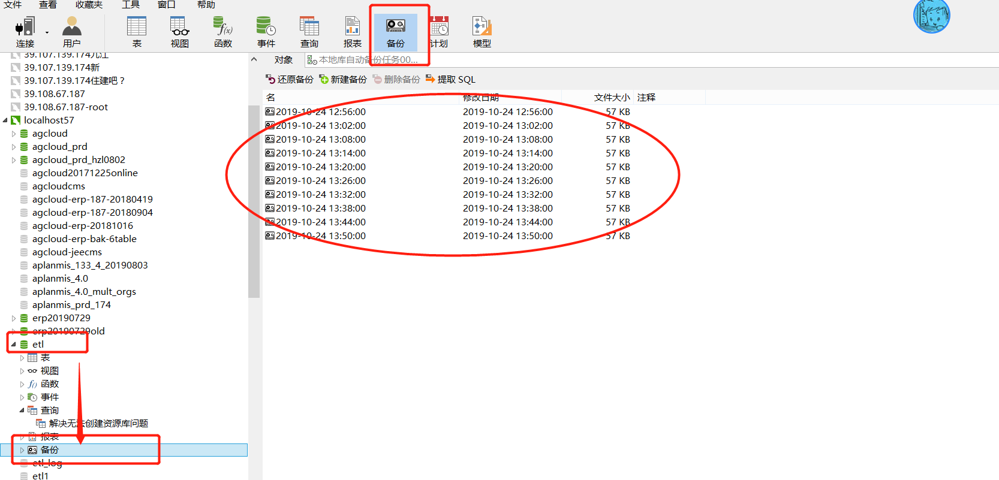 文件 查看 收藏夹 工具 窗口 帮助
连接 用户 表 视图 函数 事件 查询 报表 备份 计划 模型
39.107.139.174九江
39.107.139.174新
39.107.139.174住建吧？
39.108.67.187
39.108.67.187-root
localhost57
agcloud
agcloud_prd
agcloud_prd_hzl0802
agcloud20171225online
agcloudcms
agcloud-erp-187-20180419
agcloud-erp-187-20180904
agcloud-erp-20181016
agcloud-erp-bak-6table
agcloud-jeecms
aplanmis_133_4_20190803
aplanmis_4.0
aplanmis_4.0_mult_orgs
aplanmis_prd_174
erp20190729
erp20190729old
etl
表
视图
函数
事件
查询
解决无法创建资源库问题
报表
备份
etl_log
etl1
对象 本地库自动备份任务00...
还原备份 新建备份 删除备份 提取 SQL
名 修改日期 文件大小 注释
2019-10-24 12:56:00 2019-10-24 12:56:00 57 KB
2019-10-24 13:02:00 2019-10-24 13:02:00 57 KB
2019-10-24 13:08:00 2019-10-24 13:08:00 57 KB
2019-10-24 13:14:00 2019-10-24 13:14:00 57 KB
2019-10-24 13:20:00 2019-10-24 13:20:00 57 KB
2019-10-24 13:26:00 2019-10-24 13:26:00 57 KB
2019-10-24 13:32:00 2019-10-24 13:32:00 57 KB
2019-10-24 13:38:00 2019-10-24 13:38:00 57 KB
2019-10-24 13:44:00 2019-10-24 13:44:00 57 KB
2019-10-24 13:50:00 2019-10-24 13:50:00 57 KB